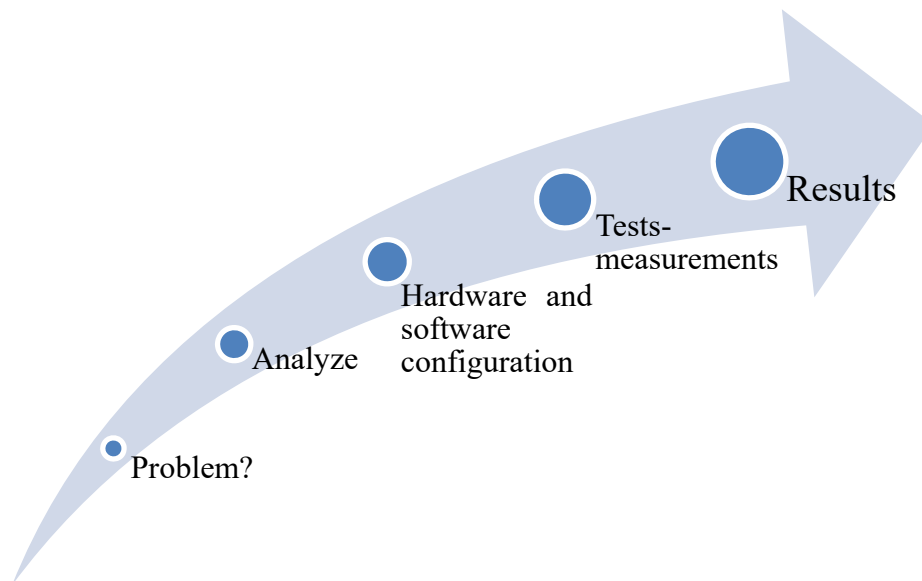 Problem?
Analyze
Hardware and
software
configuration
Tests-
measurements
Results